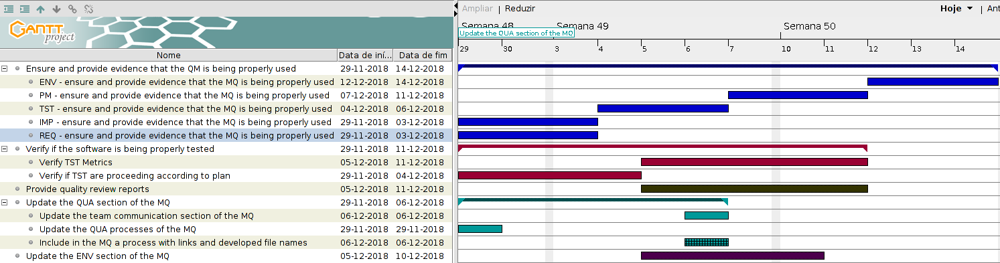 Ampliar | Reduzir
Hoje | Ant
GANTT project
Semana 48 Semana 49 Semana 50
Update the QUA section of the MQ
29 30 3 4 5 6 7 10 11 12 13 14
Nome Data de iní... Data de fim
Ensure and provide evidence that the QM is being properly used 29-11-2018 14-12-2018
ENV - ensure and provide evidence that the MQ is being properly used 12-12-2018 14-12-2018
PM - ensure and provide evidence that the MQ is being properly used 07-12-2018 11-12-2018
TST - ensure and provide evidence that the MQ is being properly used 04-12-2018 06-12-2018
IMP - ensure and provide evidence that the MQ is being properly used 29-11-2018 03-12-2018
REQ - ensure and provide evidence that the MQ is being properly used 29-11-2018 03-12-2018
Verify if the software is being properly tested 29-11-2018 11-12-2018
Verify TST Metrics 05-12-2018 11-12-2018
Verify if TST are proceeding according to plan 29-11-2018 04-12-2018
Provide quality review reports 05-12-2018 11-12-2018
Update the QUA section of the MQ 29-11-2018 06-12-2018
Update the team communication section of the MQ 06-12-2018 06-12-2018
Update the QUA processes of the MQ 29-11-2018 29-11-2018
Include in the MQ a process with links and developed file names 06-12-2018 06-12-2018
Update the ENV section of the MQ 05-12-2018 10-12-2018